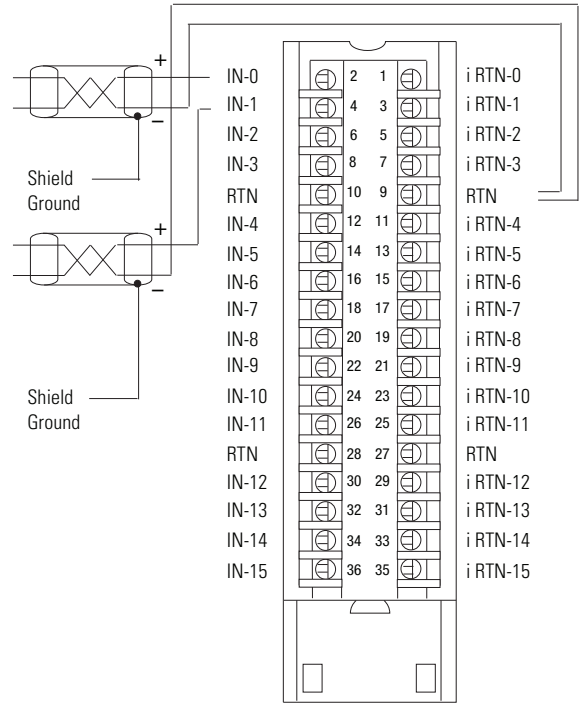 +
−
Shield
Ground
+
−
Shield
Ground
IN-0 2 1 i RTN-0
IN-1 4 3 i RTN-1
IN-2 6 5 i RTN-2
IN-3 8 7 i RTN-3
RTN 10 9 RTN
IN-4 12 11 i RTN-4
IN-5 14 13 i RTN-5
IN-6 16 15 i RTN-6
IN-7 18 17 i RTN-7
IN-8 20 19 i RTN-8
IN-9 22 21 i RTN-9
IN-10 24 23 i RTN-10
IN-11 26 25 i RTN-11
RTN 28 27 RTN
IN-12 30 29 i RTN-12
IN-13 32 31 i RTN-13
IN-14 34 33 i RTN-14
IN-15 36 35 i RTN-15